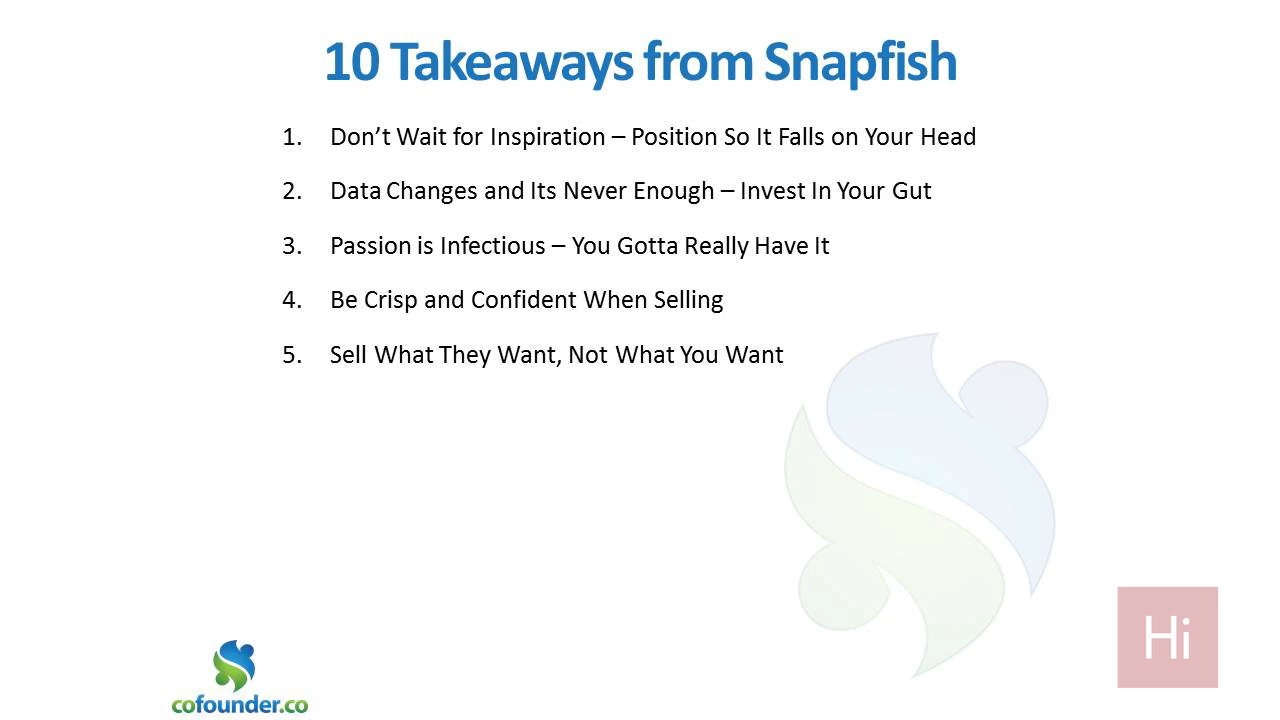 10 Takeaways from Snapfish
1. Don’t Wait for Inspiration – Position So It Falls on Your Head
2. Data Changes and Its Never Enough – Invest In Your Gut
3. Passion is Infectious – You Gotta Really Have It
4. Be Crisp and Confident When Selling
5. Sell What They Want, Not What You Want
Hi
cofounder.co